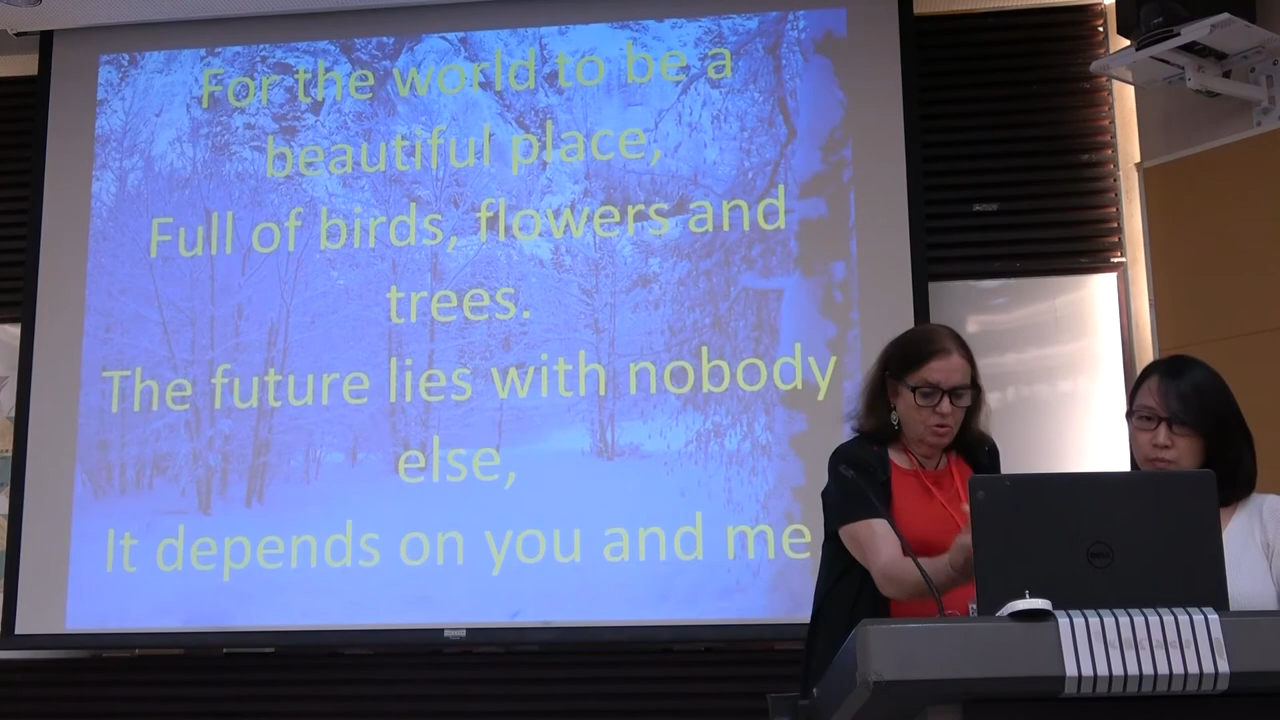 For the world to be a
beautiful place,
Full of birds, flowers and
trees.
The future lies with nobody
else,
It depends on you and me
DELL